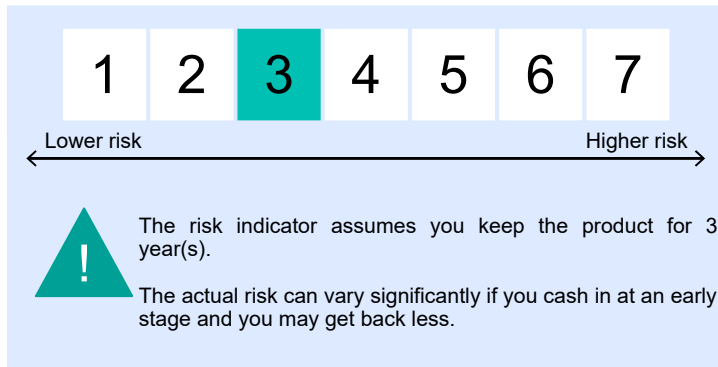 1 2 3 4 5 6 7
Lower risk Higher risk
!
The risk indicator assumes you keep the product for 3
year(s).
The actual risk can vary significantly if you cash in at an early
stage and you may get back less.